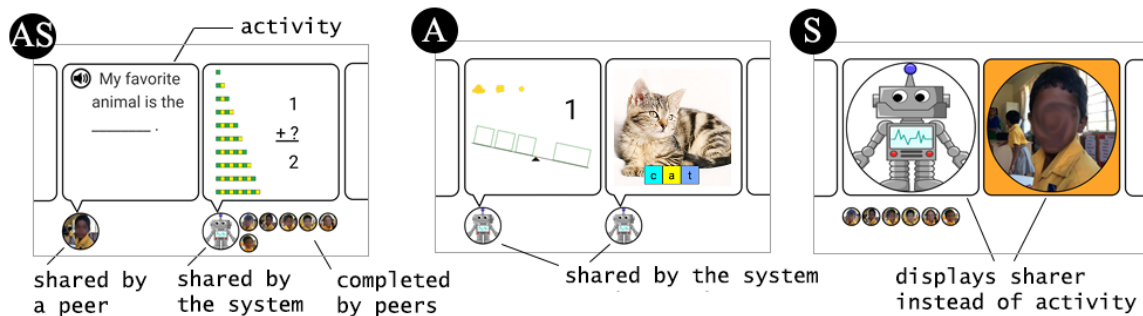 AS
activity
My favorite
animal is the
________ .
1
+ ?
2
shared by
a peer
shared by
the system
completed
by peers
A
1
c a t
shared by the system
S
displays sharer
instead of activity